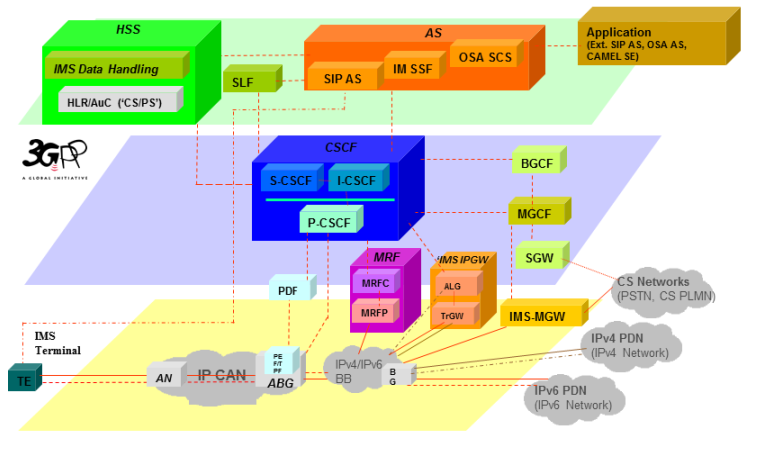 HSS
AS
Application
(Ext. SIP AS, OSA AS,
CAMEL SE)
IMS Data Handling
SLF
SIP AS
IM SSF
OSA SCS
HLR/AuC ('CS/PS')
3GPP
A GLOBAL INITIATIVE
CSCF
S-CSCF
I-CSCF
P-CSCF
BGCF
MGCF
SGW
MRF
'IMS IPGW
MRFC
ALG
PDF
MRFP
TrGW
IMS-MGW
CS Networks
(PSTN, CS PLMN)
IMS
Terminal
TE
AN
IP CAN
PE
F/T
PF
ABG
IPv4/IPv6
BB
B
G
IPv4 PDN
(IPv4 Network)
IPv6 PDN
(IPv6 Network)